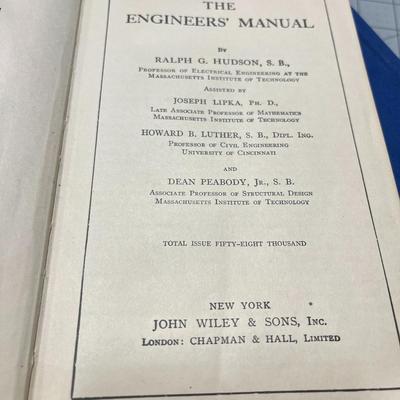 THE
ENGINEERS' MANUAL
BY
RALPH G. HUDSON, S. B.,
PROFESSOR OF ELECTRICAL ENGINEERING AT THE
MASSACHUSETTS INSTITUTE OF TECHNOLOGY
ASSISTED BY
JOSEPH LIPKA, PH. D.,
LATE ASSOCIATE PROFESSOR OF MATHEMATICS
MASSACHUSETTS INSTITUTE OF TECHNOLOGY
HOWARD B. LUTHER, S. B., DIPL. ING.
PROFESSOR OF CIVIL ENGINEERING
UNIVERSITY OF CINCINNATI
AND
DEAN PEABODY, JR., S. B.
ASSOCIATE PROFESSOR OF STRUCTURAL DESIGN
MASSACHUSETTS INSTITUTE OF TECHNOLOGY
TOTAL ISSUE FIFTY-EIGHT THOUSAND
NEW YORK
JOHN WILEY & SONS, INC.
LONDON: CHAPMAN & HALL, LIMITED